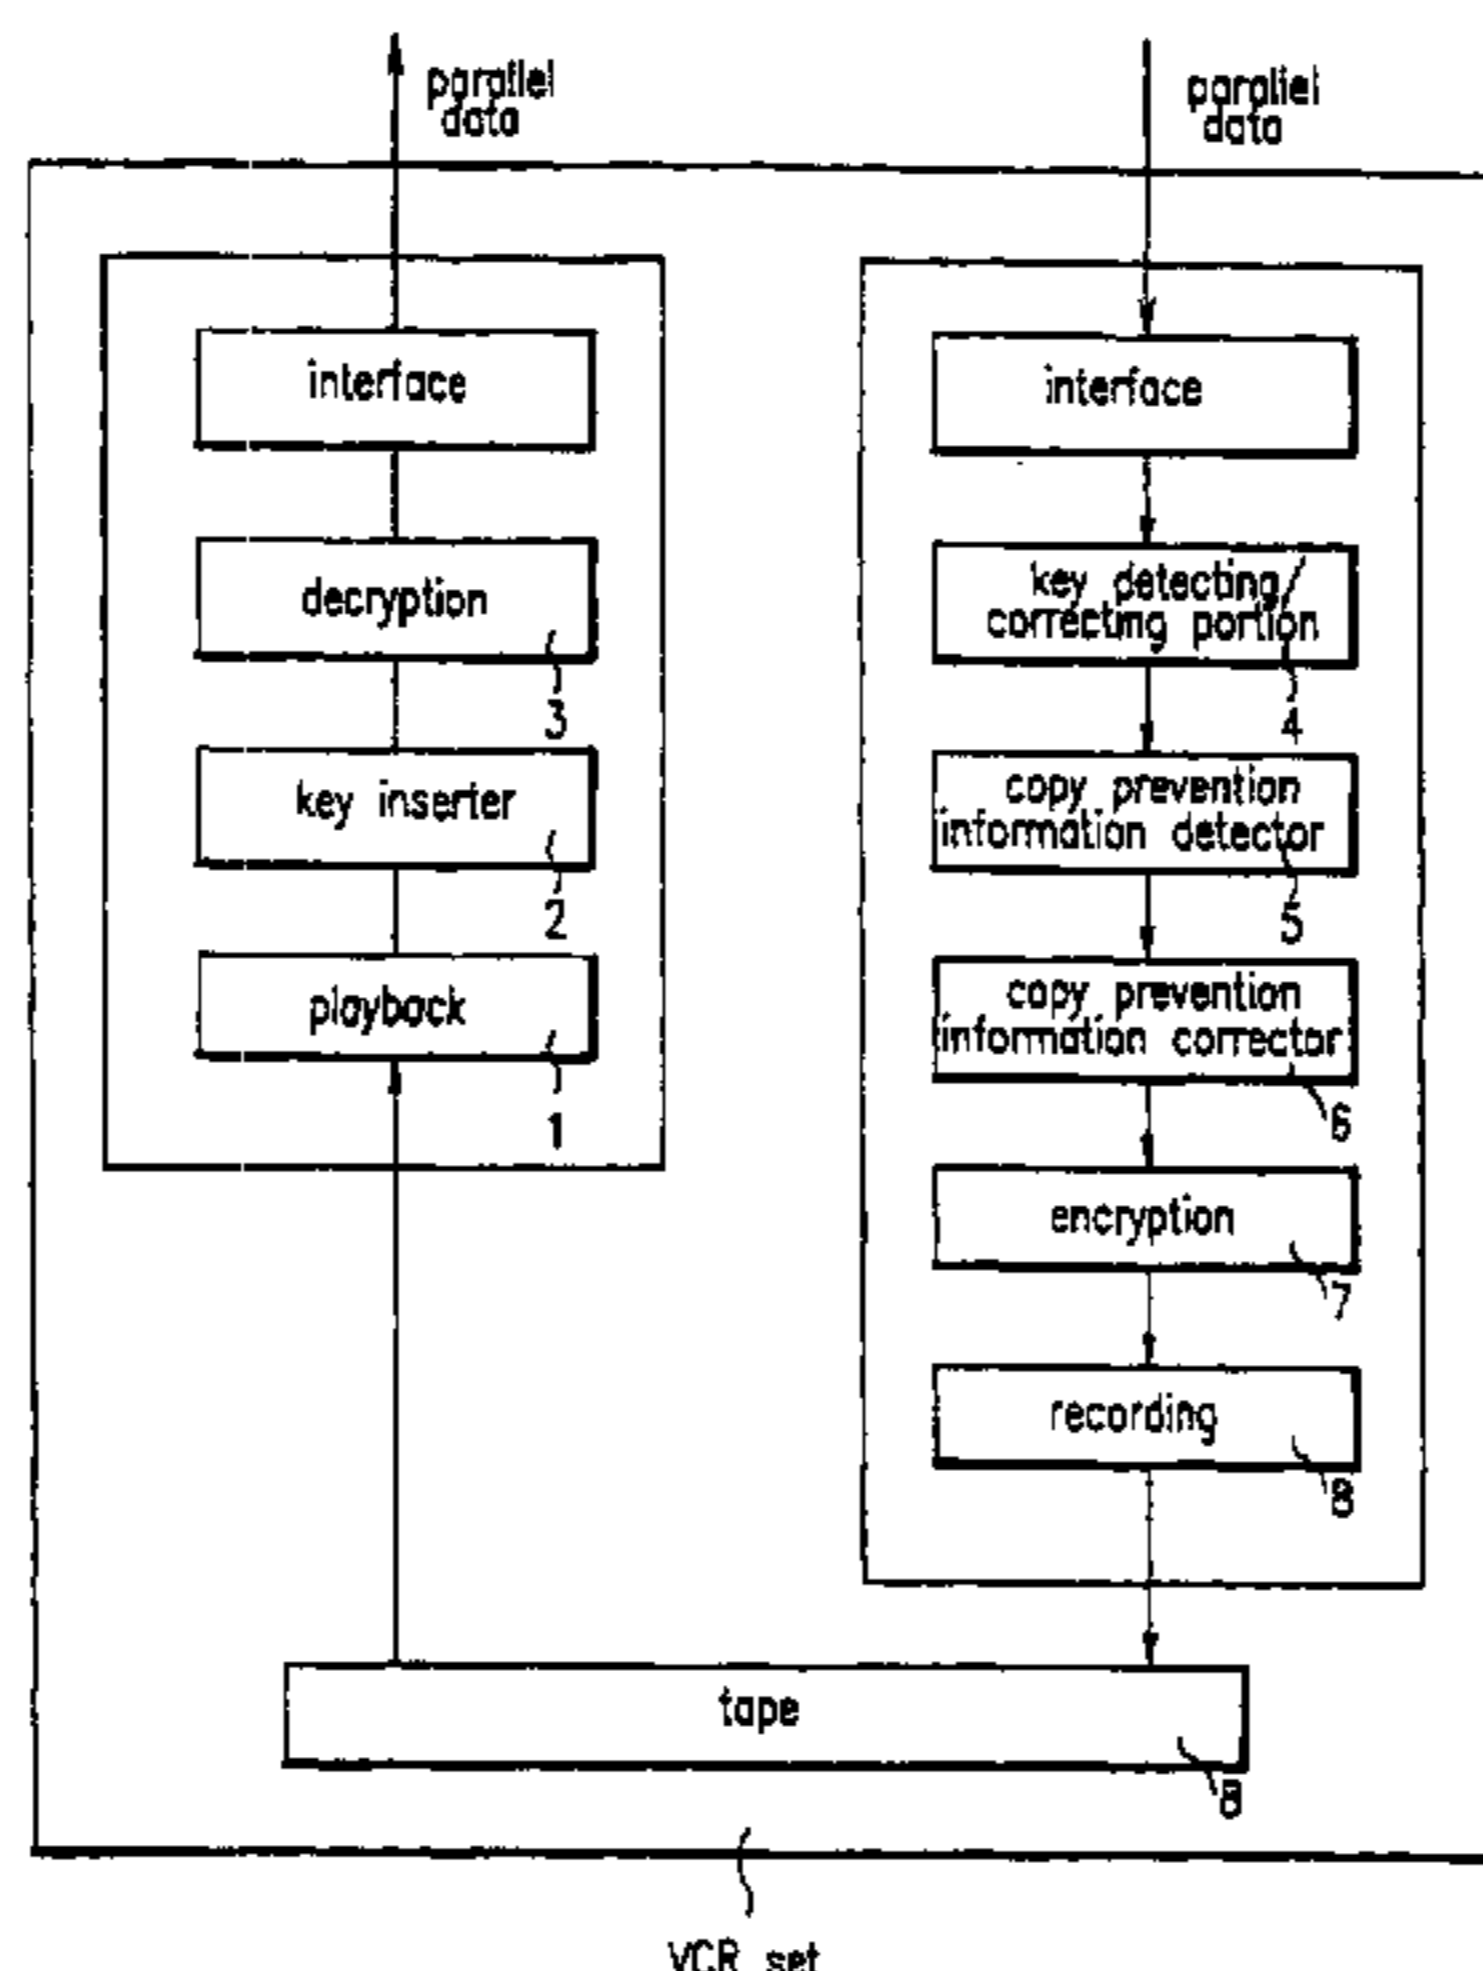 parallel
data
parallel
data
interface
decryption
3
key inserter
2
playback
1
interface
key detecting
correcting portion
4
copy prevention
information detector
5
copy prevention
information corrector
6
encryption
7
recording
8
tape
8
VCR set